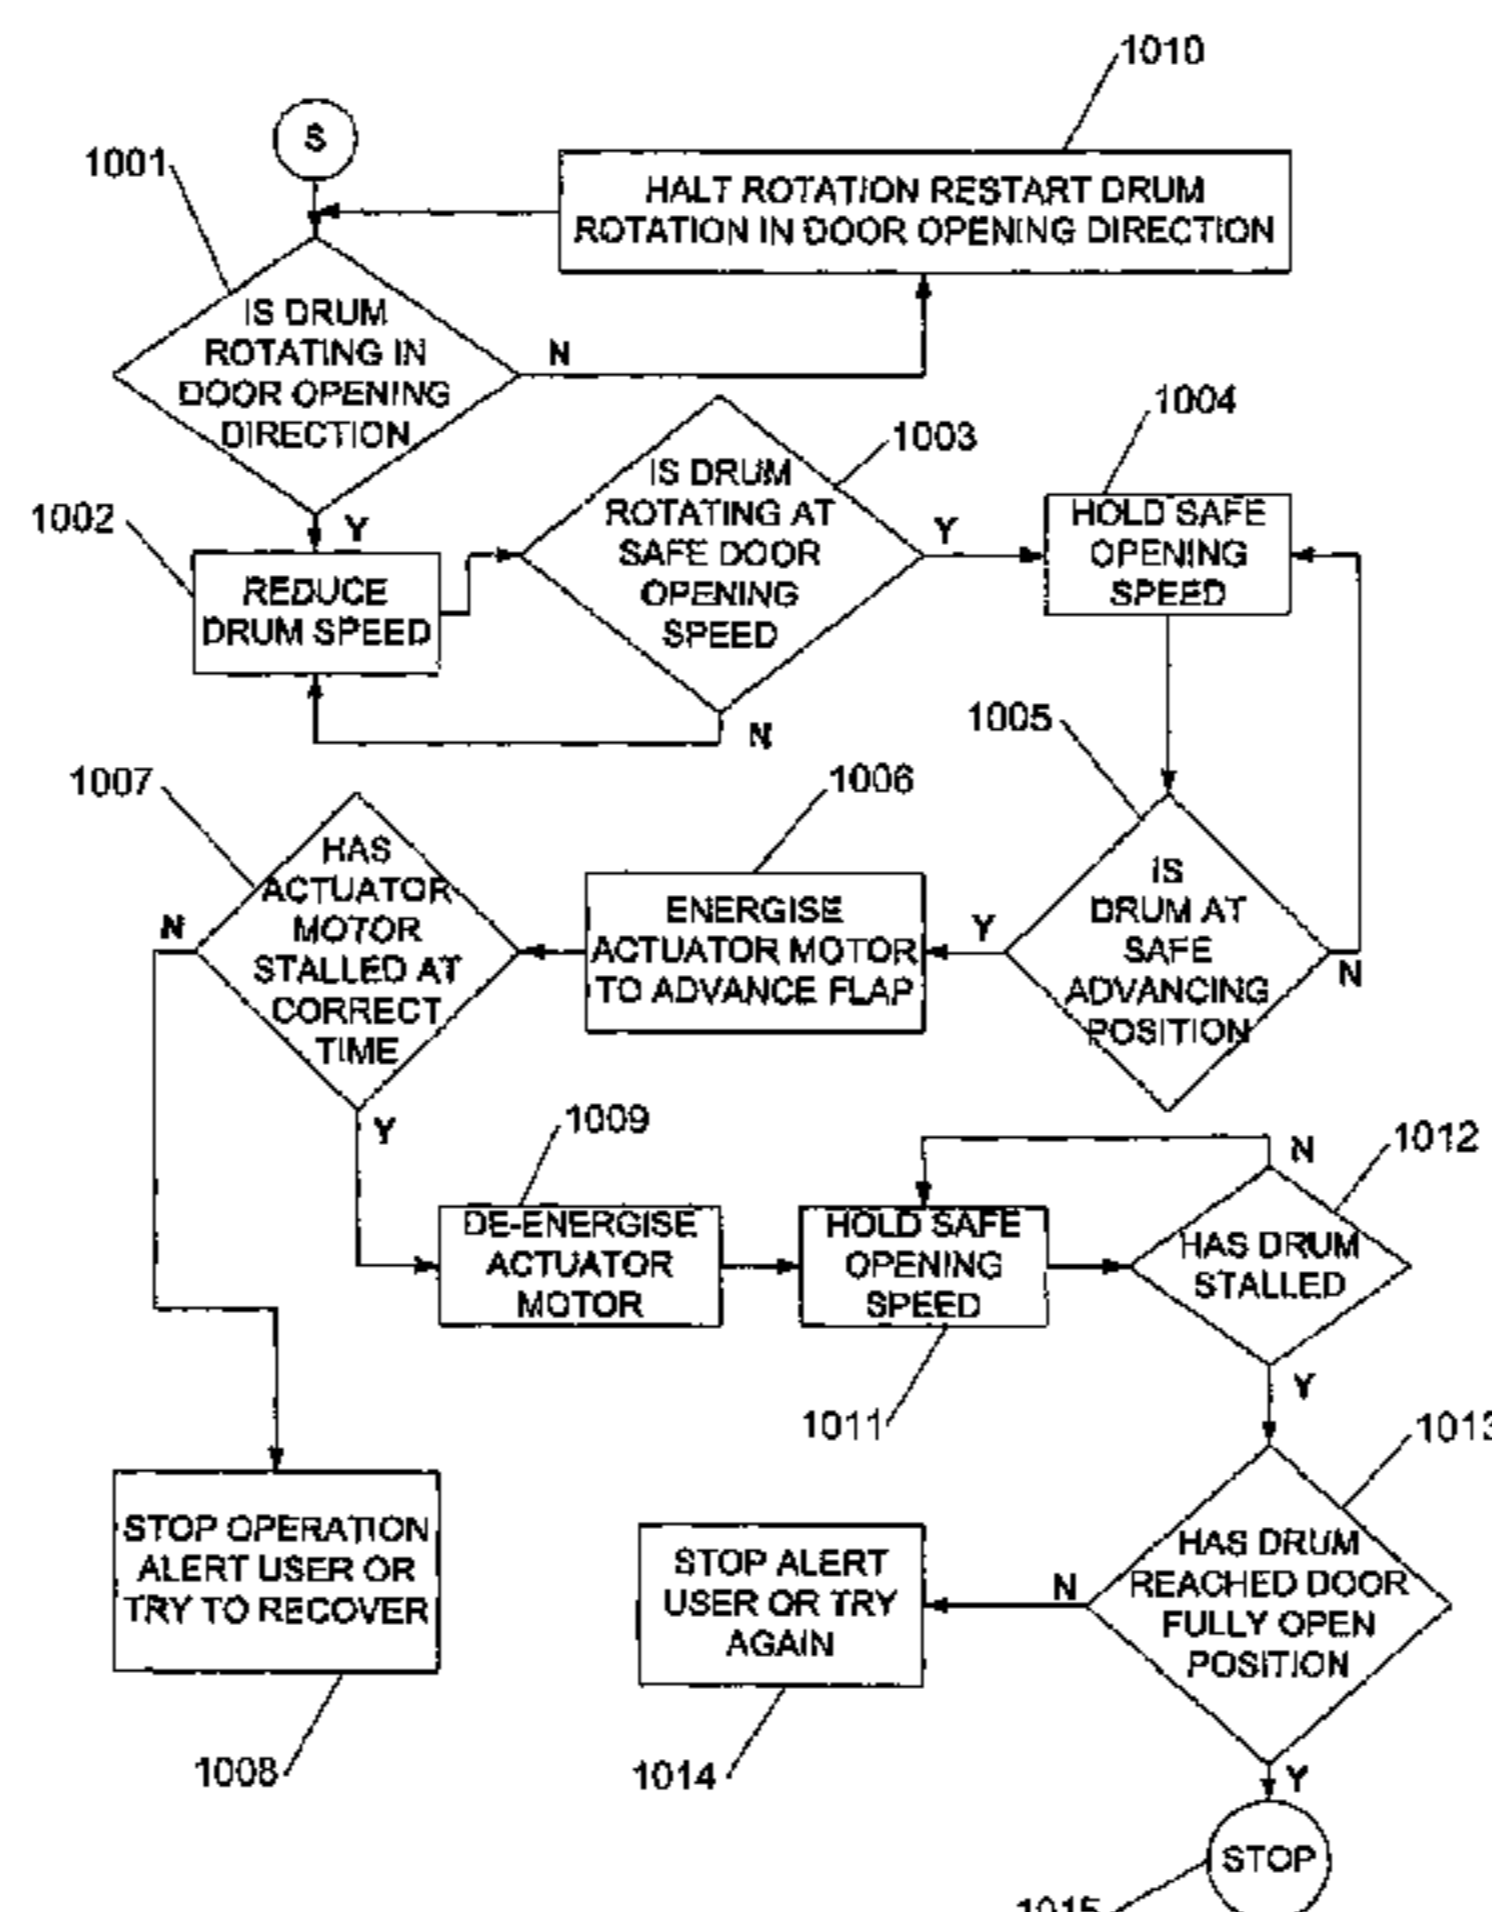 1010
S
1001
HALT ROTATION RESTART DRUM
ROTATION IN DOOR OPENING DIRECTION
IS DRUM
ROTATING IN
DOOR OPENING
DIRECTION
N
Y
1002
REDUCE
DRUM SPEED
1003
IS DRUM
ROTATING AT
SAFE DOOR
OPENING
SPEED
Y
N
1004
HOLD SAFE
OPENING
SPEED
1005
IS
DRUM AT
SAFE
ADVANCING
POSITION
Y
N
1006
ENERGISE
ACTUATOR MOTOR
TO ADVANCE FLAP
1007
HAS
ACTUATOR
MOTOR
STALLED AT
CORRECT
TIME
N
Y
1009
DE-ENERGISE
ACTUATOR
MOTOR
HOLD SAFE
OPENING
SPEED
1011
1012
HAS DRUM
STALLED
N
Y
1013
HAS DRUM
REACHED DOOR
FULLY OPEN
POSITION
N
Y
STOP OPERATION
ALERT USER OR
TRY TO RECOVER
1008
STOP ALERT
USER OR TRY
AGAIN
1014
STOP
1015